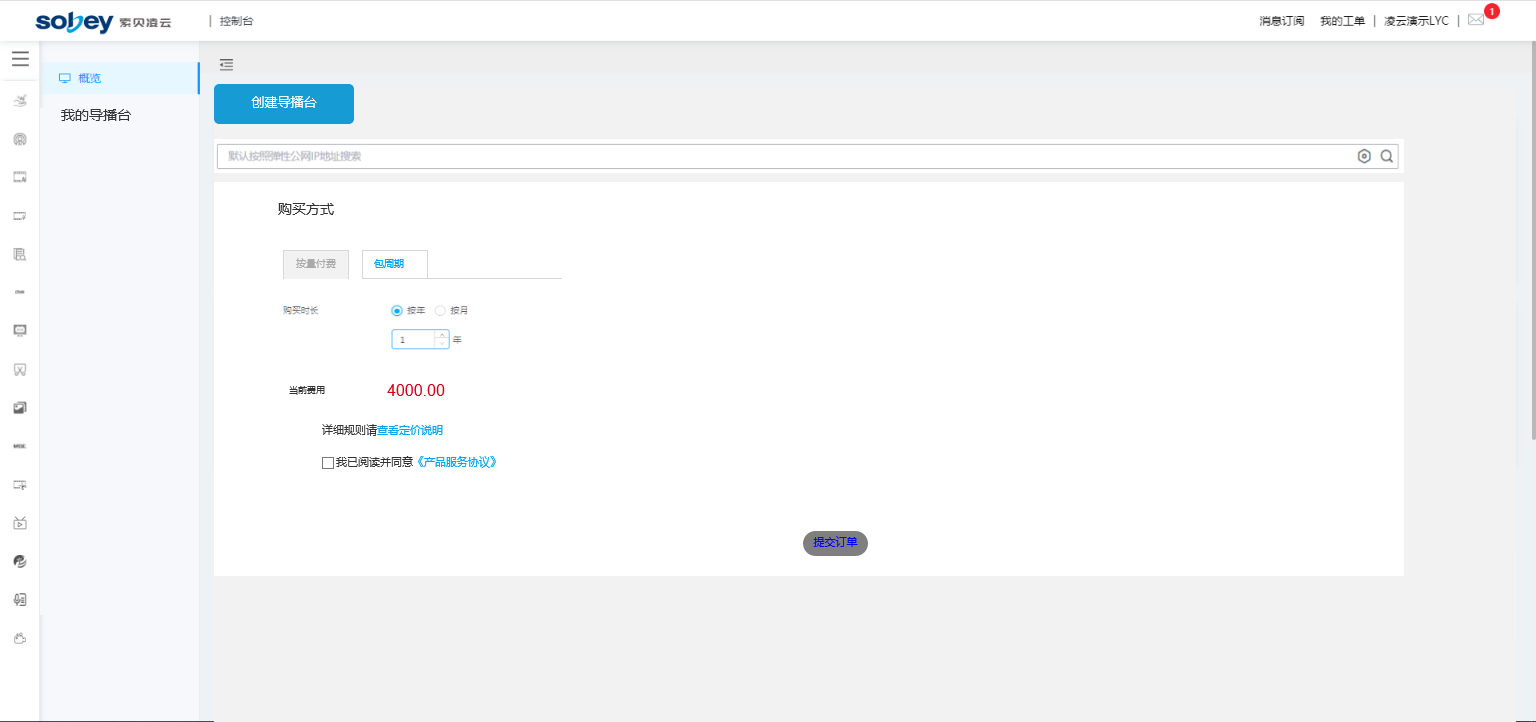 sobey 索贝凌云 | 控制台 消息订阅 我的工单 | 凌云演示LYC | 1
概览
我的导播台
创建导播台
默认按照弹性公网IP地址搜索
购买方式
按量付费 包周期
购买时长 按年 按月
1 年
当前费用 4000.00
详细规则请查看定价说明
我已阅读并同意《产品服务协议》
提交订单